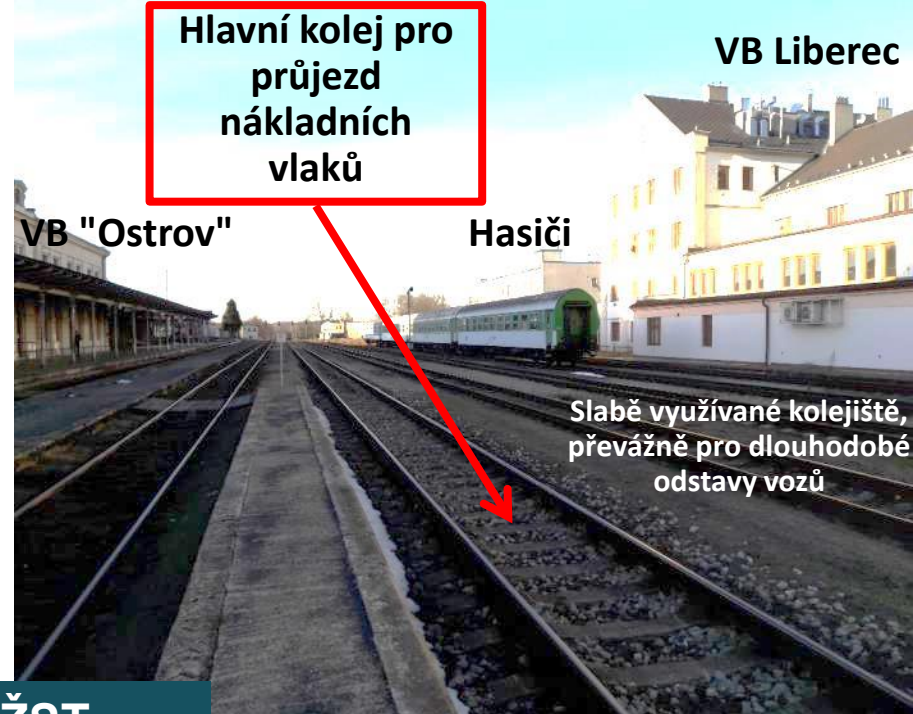 Hlavní kolej pro
průjezd
nákladních
vlaků
VB Liberec
VB "Ostrov"
Hasiči
Slabě využívané kolejiště,
převážně pro dlouhodobé
odstavy vozů